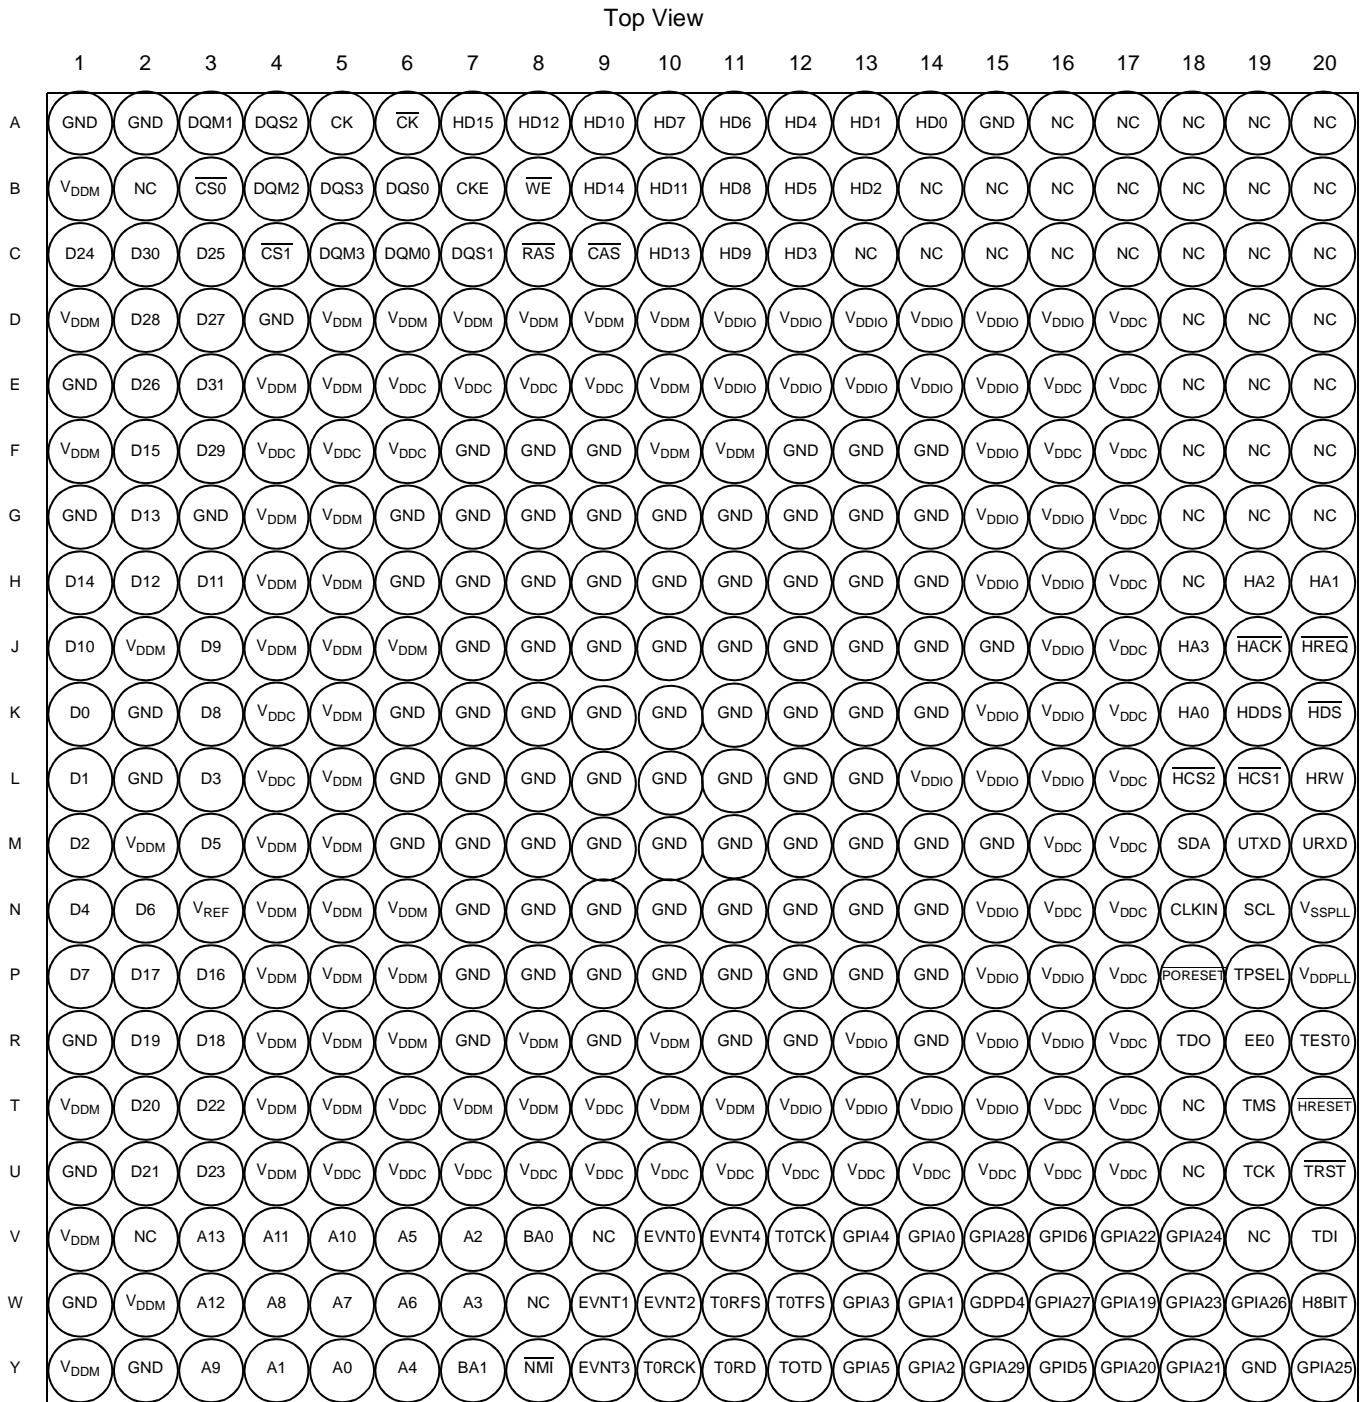 Top View
1 2 3 4 5 6 7 8 9 10 11 12 13 14 15 16 17 18 19 20
A GND GND DQM1 DQS2 CK CK HD15 HD12 HD10 HD7 HD6 HD4 HD1 HD0 GND NC NC NC NC NC
B VDDM NC CS0 DQM2 DQS3 DQS0 CKE WE HD14 HD11 HD8 HD5 HD2 NC NC NC NC NC NC NC
C D24 D30 D25 CS1 DQM3 DQM0 DQS1 RAS CAS HD13 HD9 HD3 NC NC NC NC NC NC NC NC
D VDDM D28 D27 GND VDDM VDDM VDDM VDDM VDDM VDDM VDDIO VDDIO VDDIO VDDIO VDDIO VDDIO VDDC NC NC NC
E GND D26 D31 VDDM VDDM VDDC VDDC VDDC VDDC VDDM VDDIO VDDIO VDDIO VDDIO VDDIO VDDC VDDC NC NC NC
F VDDM D15 D29 VDDC VDDC VDDC GND GND GND VDDM VDDM GND GND GND VDDIO VDDC VDDC NC NC NC
G GND D13 GND VDDM VDDM GND GND GND GND GND GND GND GND GND VDDIO VDDIO VDDC NC NC NC
H D14 D12 D11 VDDM VDDM GND GND GND GND GND GND GND GND GND VDDIO VDDIO VDDC NC HA2 HA1
J D10 VDDM D9 VDDM VDDM VDDM GND GND GND GND GND GND GND GND GND VDDIO VDDC HA3 HACK HREQ
K D0 GND D8 VDDC VDDM GND GND GND GND GND GND GND GND GND VDDIO VDDIO VDDC HA0 HDDS HDS
L D1 GND D3 VDDC VDDM GND GND GND GND GND GND GND GND VDDIO VDDIO VDDIO VDDC HCS2 HCS1 HRW
M D2 VDDM D5 VDDM VDDM GND GND GND GND GND GND GND GND GND GND VDDC VDDC SDA UTXD URXD
N D4 D6 VREF VDDM VDDM VDDM GND GND GND GND GND GND GND GND VDDIO VDDC VDDC CLKIN SCL VSSPLL
P D7 D17 D16 VDDM VDDM VDDM GND GND GND GND GND GND GND GND VDDIO VDDIO VDDC PORESET TPSEL VDDPLL
R GND D19 D18 VDDM VDDM VDDM GND VDDM GND VDDM GND GND VDDIO GND VDDIO VDDIO VDDC TDO EE0 TEST0
T VDDM D20 D22 VDDM VDDM VDDC VDDM VDDM VDDC VDDM VDDM VDDIO VDDIO VDDIO VDDIO VDDC VDDC NC TMS HRESET
U GND D21 D23 VDDM VDDC VDDC VDDC VDDC VDDC VDDC VDDC VDDC VDDC VDDC VDDC VDDC VDDC NC TCK TRST
V VDDM NC A13 A11 A10 A5 A2 BA0 NC EVNT0 EVNT4 T0TCK GPIA4 GPIA0 GPIA28 GPID6 GPIA22 GPIA24 NC TDI
W GND VDDM A12 A8 A7 A6 A3 NC EVNT1 EVNT2 T0RFS T0TFS GPIA3 GPIA1 GDPD4 GPIA27 GPIA19 GPIA23 GPIA26 H8BIT
Y VDDM GND A9 A1 A0 A4 BA1 NMI EVNT3 T0RCK T0RD TOTD GPIA5 GPIA2 GPIA29 GPID5 GPIA20 GPIA21 GND GPIA25